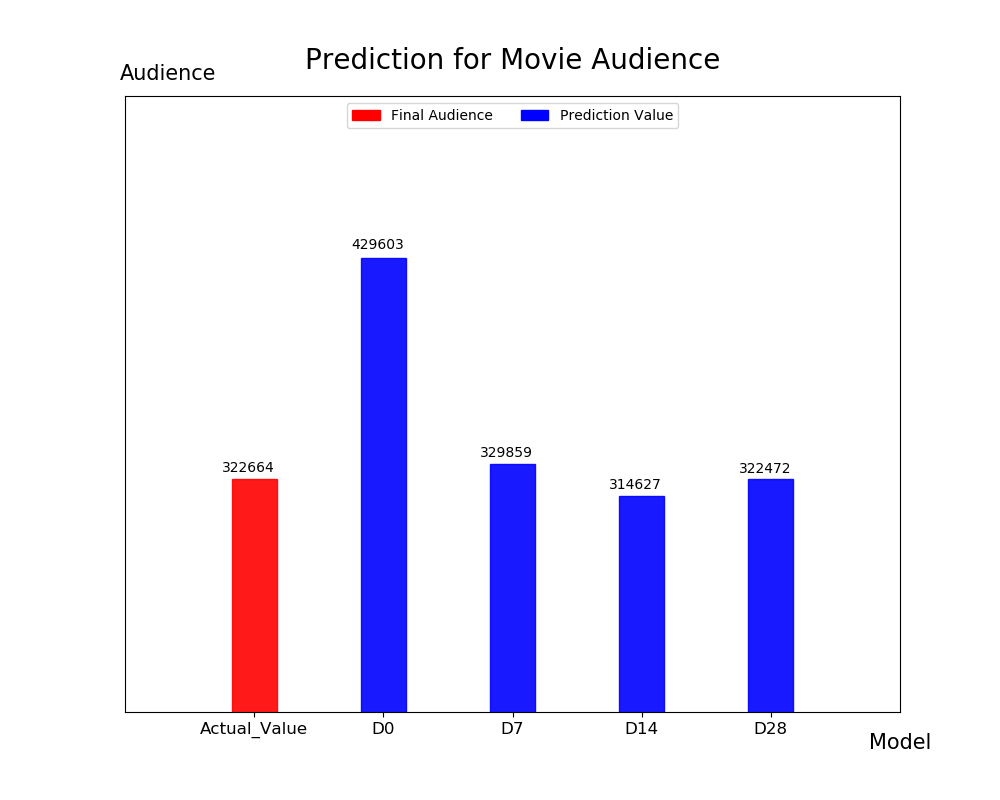 Prediction for Movie Audience
Audience
Final Audience Prediction Value
429603
329859
322664
322472
314627
Actual_Value D0 D7 D14 D28
Model